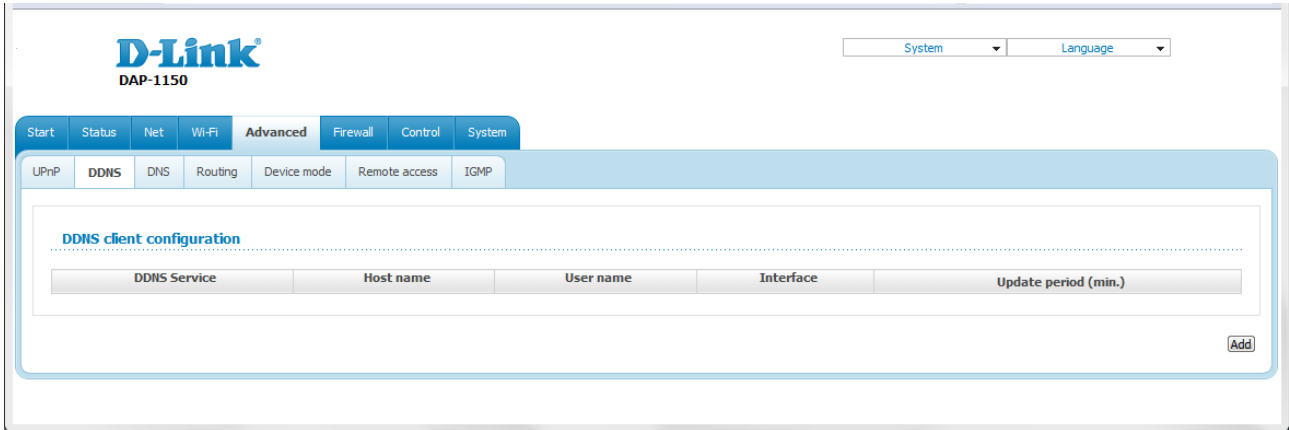 D-Link®
DAP-1150
System Language
Start Status Net Wi-Fi Advanced Firewall Control System
UPnP DDNS DNS Routing Device mode Remote access IGMP
DDNS client configuration
DDNS Service Host name User name Interface Update period (min.)
Add